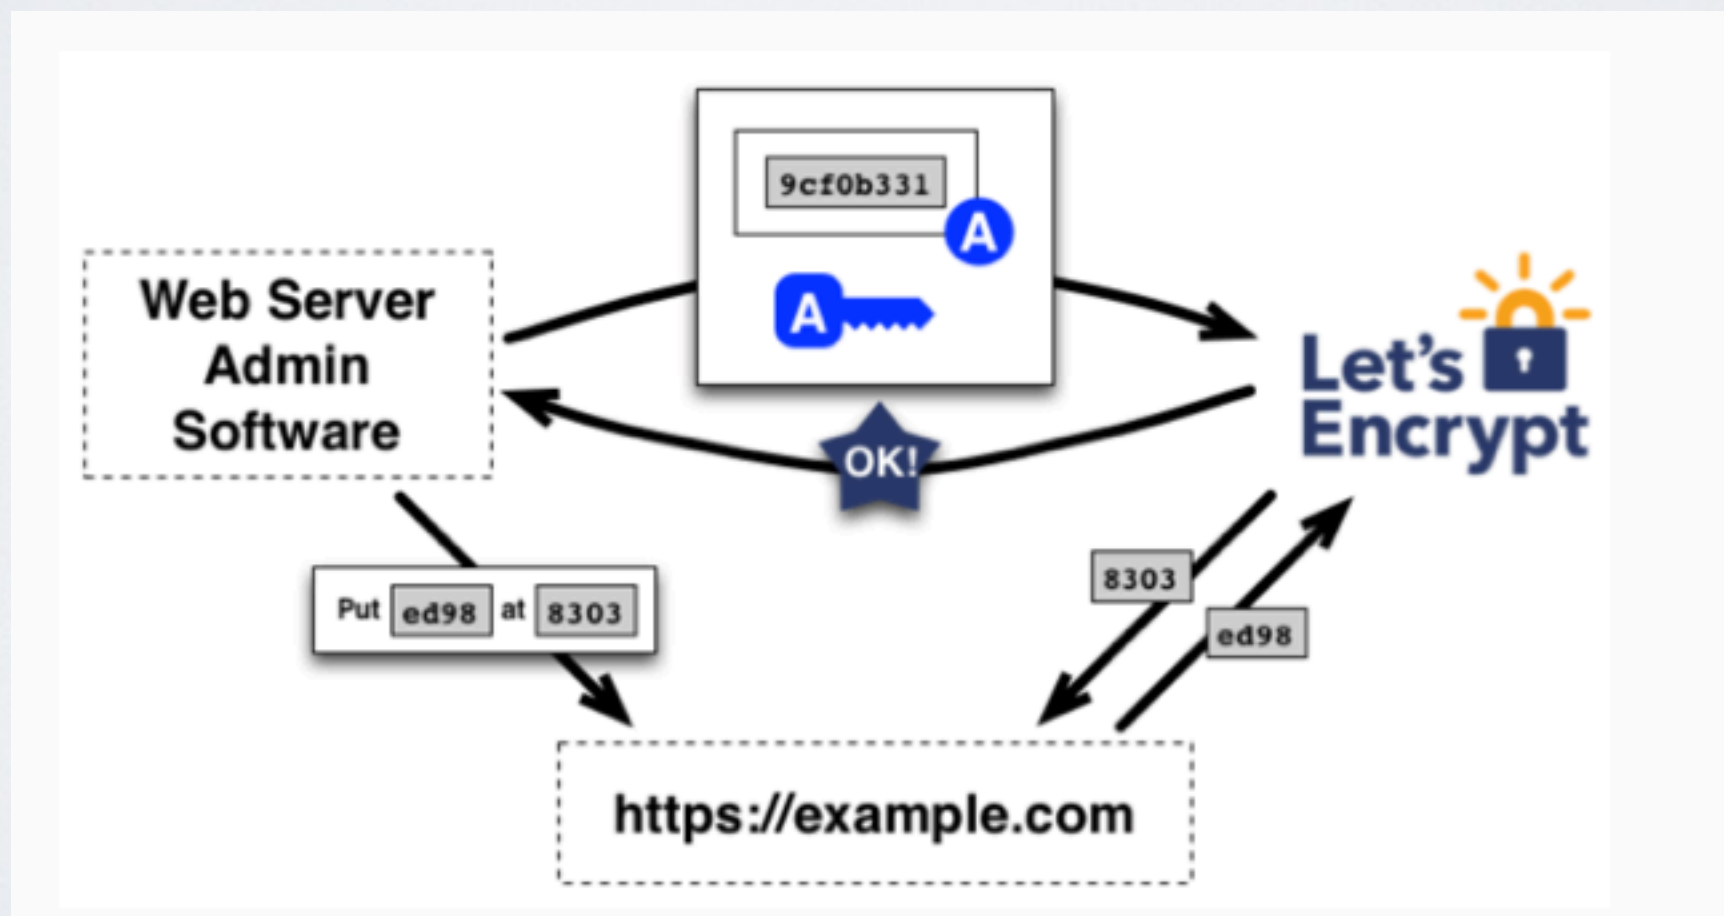 9cf0b331
A
A
Web Server
Admin
Software
Let's
Encrypt
OK!
Put ed98 at 8303
8303
ed98
https://example.com